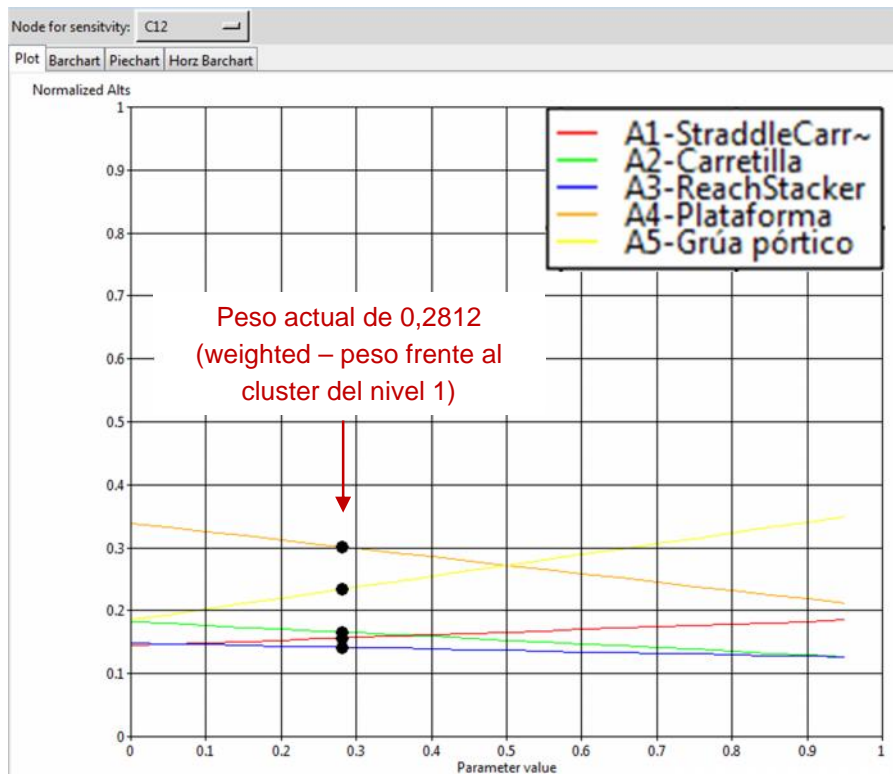 Node for sensitvity: C12
Plot Barchart Piechart Horz Barchart
Normalized Alts
1
0.9
0.8
0.7
0.6
0.5
0.4
0.3
0.2
0.1
0
A1-StraddleCarr~
A2-Carretilla
A3-ReachStacker
A4-Plataforma
A5-Grúa pórtico
Peso actual de 0,2812
(weighted – peso frente al
cluster del nivel 1)
0 0.1 0.2 0.3 0.4 0.5 0.6 0.7 0.8 0.9 1
Parameter value